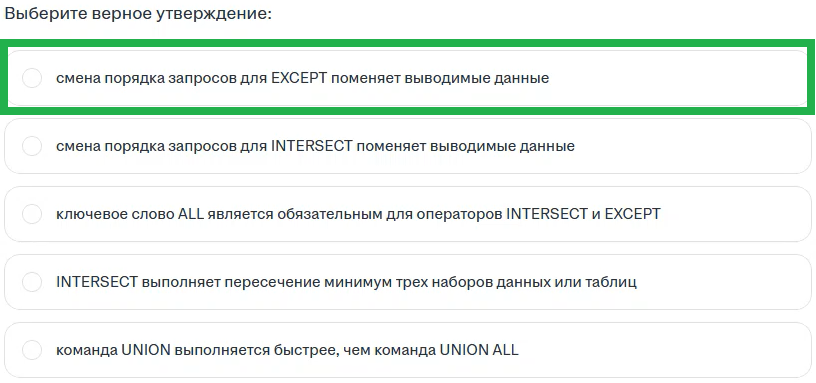 Выберите верное утверждение:
смена порядка запросов для EXCEPT поменяет выводимые данные
смена порядка запросов для INTERSECT поменяет выводимые данные
ключевое слово ALL является обязательным для операторов INTERSECT и EXCEPT
INTERSECT выполняет пересечение минимум трех наборов данных или таблиц
команда UNION выполняется быстрее, чем команда UNION ALL